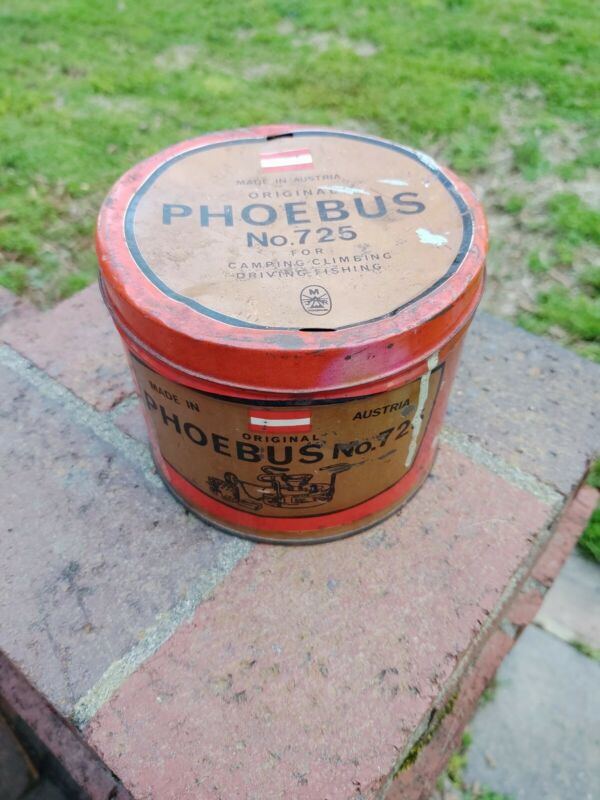 MADE IN AUSTRIA
ORIGINAL
PHOEBUS
No.725
FOR
CAMPING·CLIMBING
DRIVING·FISHING
M
MADE IN
AUSTRIA
ORIGINAL
PHOEBUS No.72